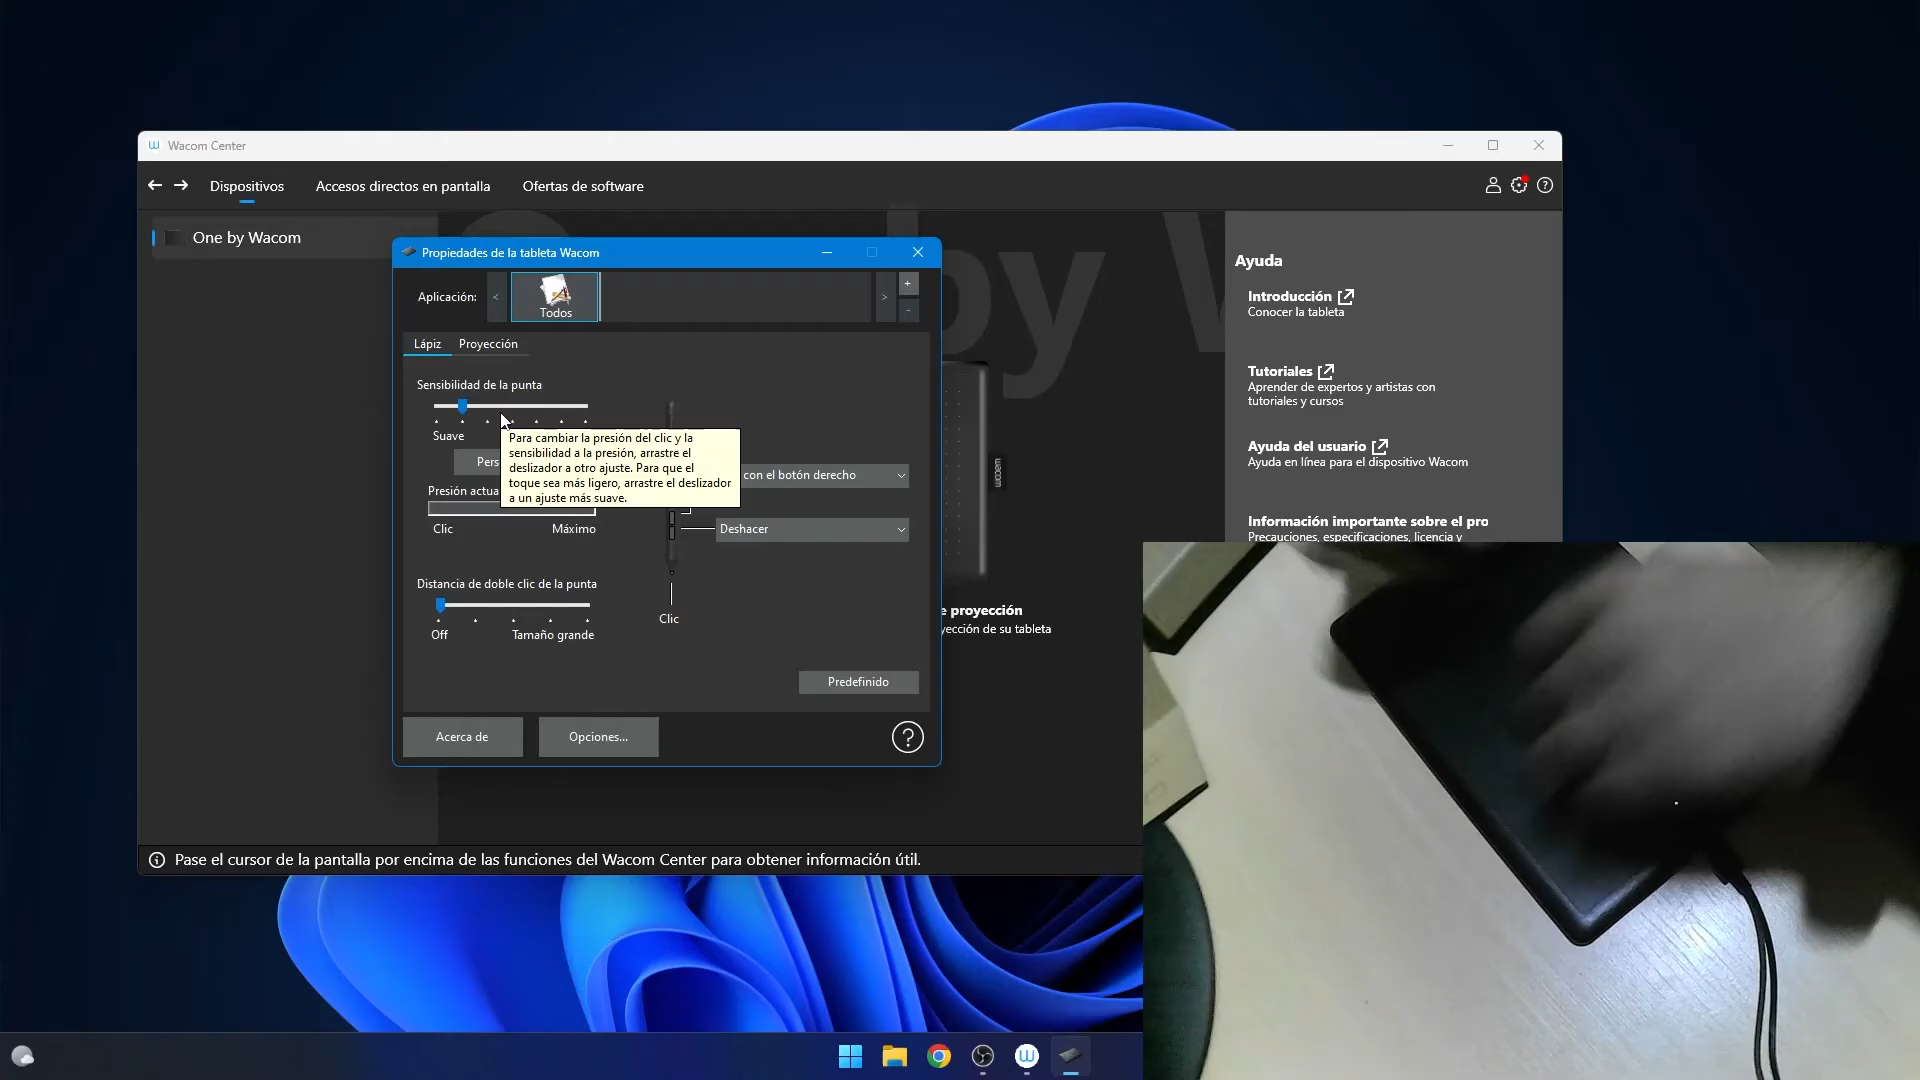 Wacom Center
Dispositivos
Accesos directos en pantalla
Ofertas de software
One by Wacom
by W
Propiedades de la tableta Wacom
Aplicación:
<
Todos
>
+
-
Lápiz
Proyección
Sensibilidad de la punta
Suave
Para cambiar la presión del clic y la
sensibilidad a la presión, arrastre el
deslizador a otro ajuste. Para que el
toque sea más ligero, arrastre el deslizador
a un ajuste más suave.
Pers
con el botón derecho
Presión actua
Clic
Máximo
Deshacer
Distancia de doble clic de la punta
Off
Tamaño grande
Clic
Predefinido
Acerca de
Opciones...
?
wacom
e proyección
yección de su tableta
Ayuda
Introducción
Conocer la tableta
Tutoriales
Aprender de expertos y artistas con
tutoriales y cursos
Ayuda del usuario
Ayuda en línea para el dispositivo Wacom
Información importante sobre el pro
Precauciones, especificaciones, licencia y
Pase el cursor de la pantalla por encima de las funciones del Wacom Center para obtener información útil.